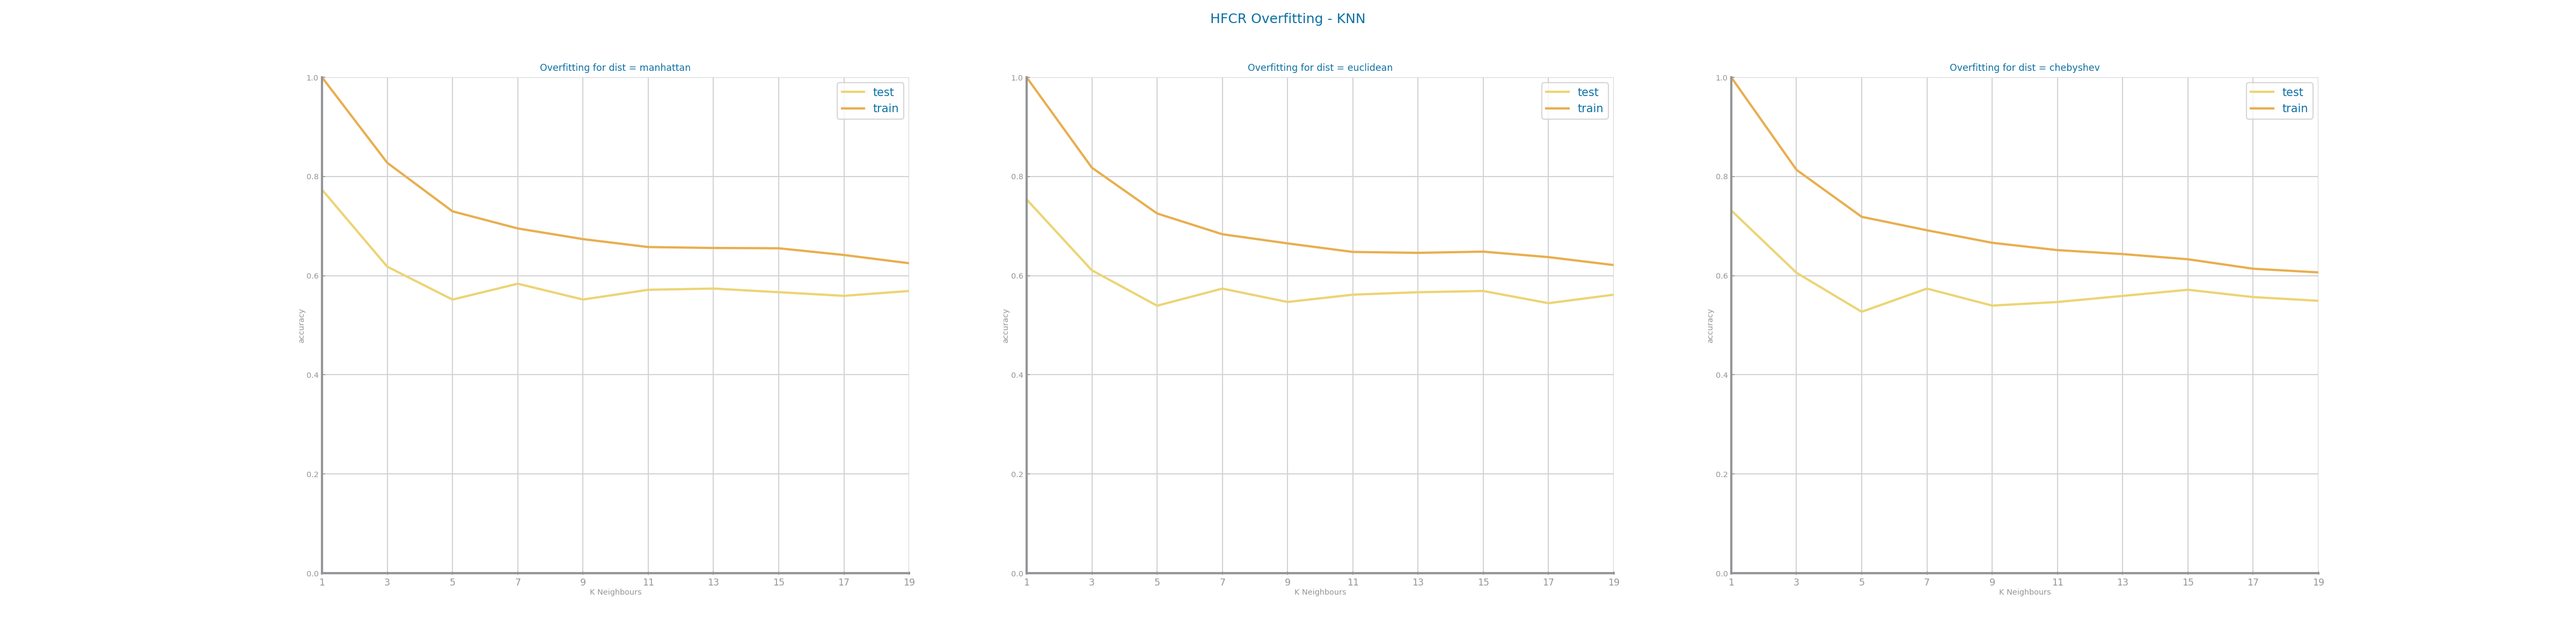 HFCR Overfitting - KNN
Overfitting for dist = manhattan
1.0
0.8
0.6
0.4
0.2
0.0
accuracy
test
train
1 3 5 7 9 11 13 15 17 19
K Neighbours
Overfitting for dist = euclidean
1.0
0.8
0.6
0.4
0.2
0.0
accuracy
test
train
1 3 5 7 9 11 13 15 17 19
K Neighbours
Overfitting for dist = chebyshev
1.0
0.8
0.6
0.4
0.2
0.0
accuracy
test
train
1 3 5 7 9 11 13 15 17 19
K Neighbours